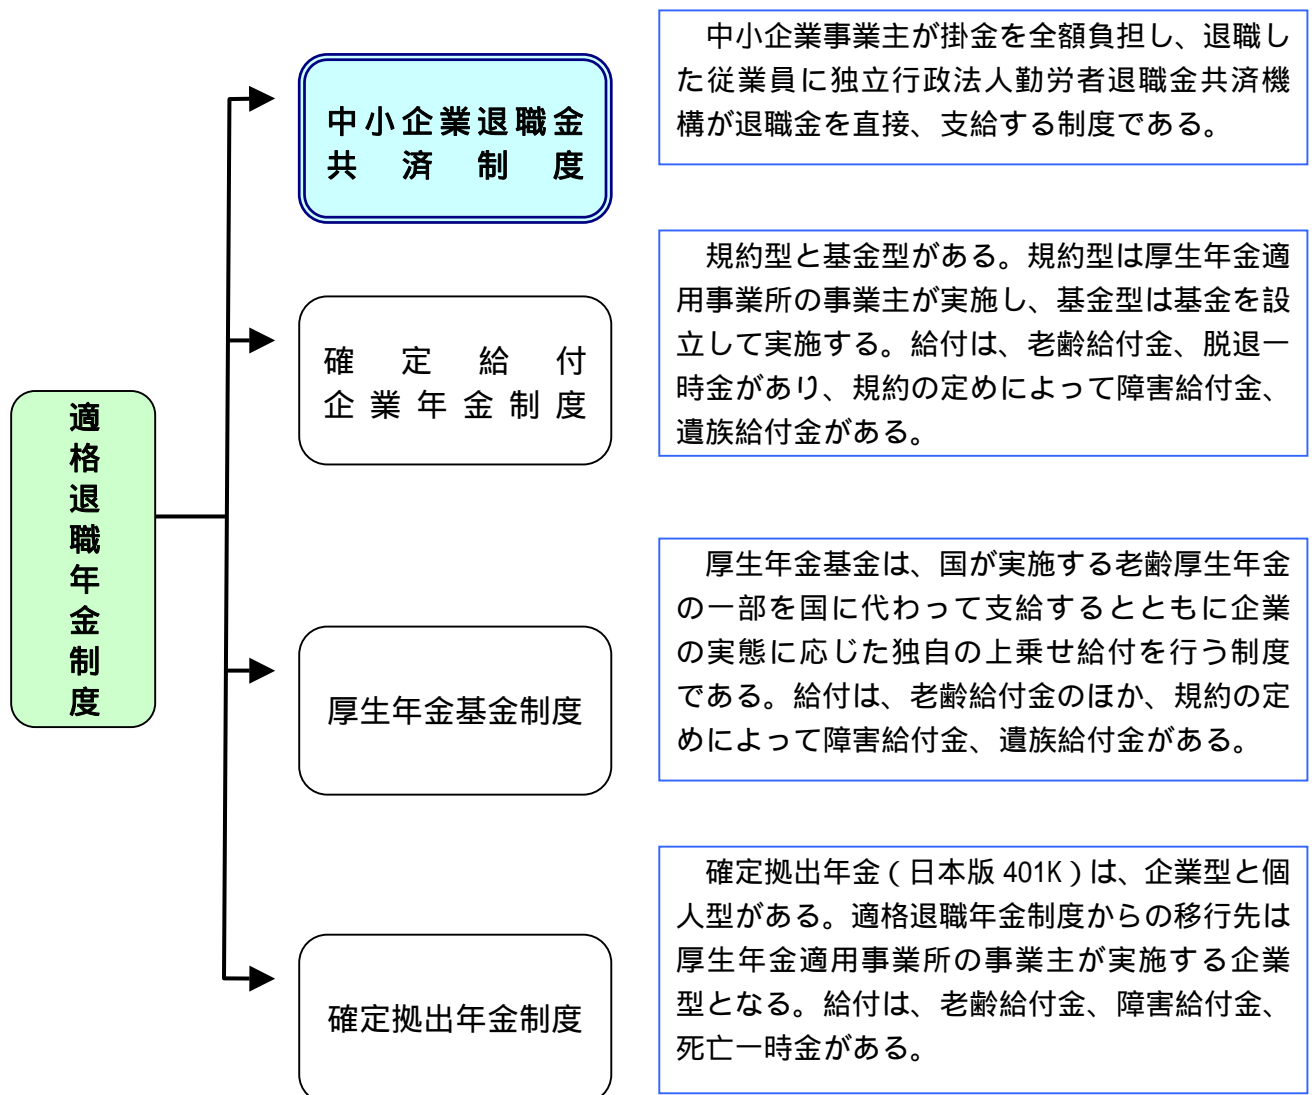 適格退職年金制度
中小企業退職金
共済制度
中小企業事業主が掛金を全額負担し、退職し
た従業員に独立行政法人勤労者退職金共済機
構が退職金を直接、支給する制度である。
確定給付
企業年金制度
規約型と基金型がある。規約型は厚生年金適
用事業所の事業主が実施し、基金型は基金を設
立して実施する。給付は、老齢給付金、脱退一
時金があり、規約の定めによって障害給付金、
遺族給付金がある。
厚生年金基金制度
厚生年金基金は、国が実施する老齢厚生年金
の一部を国に代わって支給するとともに企業
の実態に応じた独自の上乗せ給付を行う制度
である。給付は、老齢給付金のほか、規約の定
めによって障害給付金、遺族給付金がある。
確定拠出年金制度
確定拠出年金（日本版 401K）は、企業型と個
人型がある。適格退職年金制度からの移行先は
厚生年金適用事業所の事業主が実施する企業
型となる。給付は、老齢給付金、障害給付金、
死亡一時金がある。